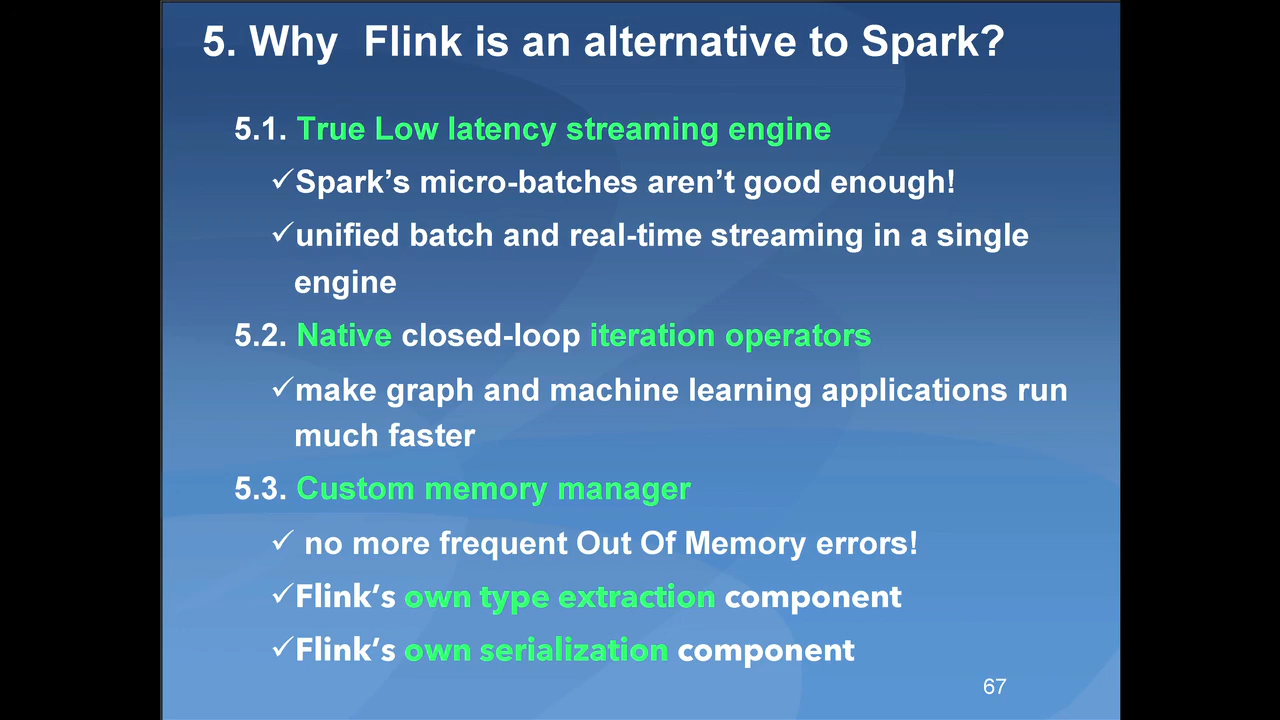 5. Why  Flink is an alternative to Spark?
5.1. True Low latency streaming engine
✓Spark’s micro-batches aren’t good enough!
✓unified batch and real-time streaming in a single
engine
5.2. Native closed-loop iteration operators
✓make graph and machine learning applications run
much faster
5.3. Custom memory manager
✓ no more frequent Out Of Memory errors!
✓Flink’s own type extraction component
✓Flink’s own serialization component
67